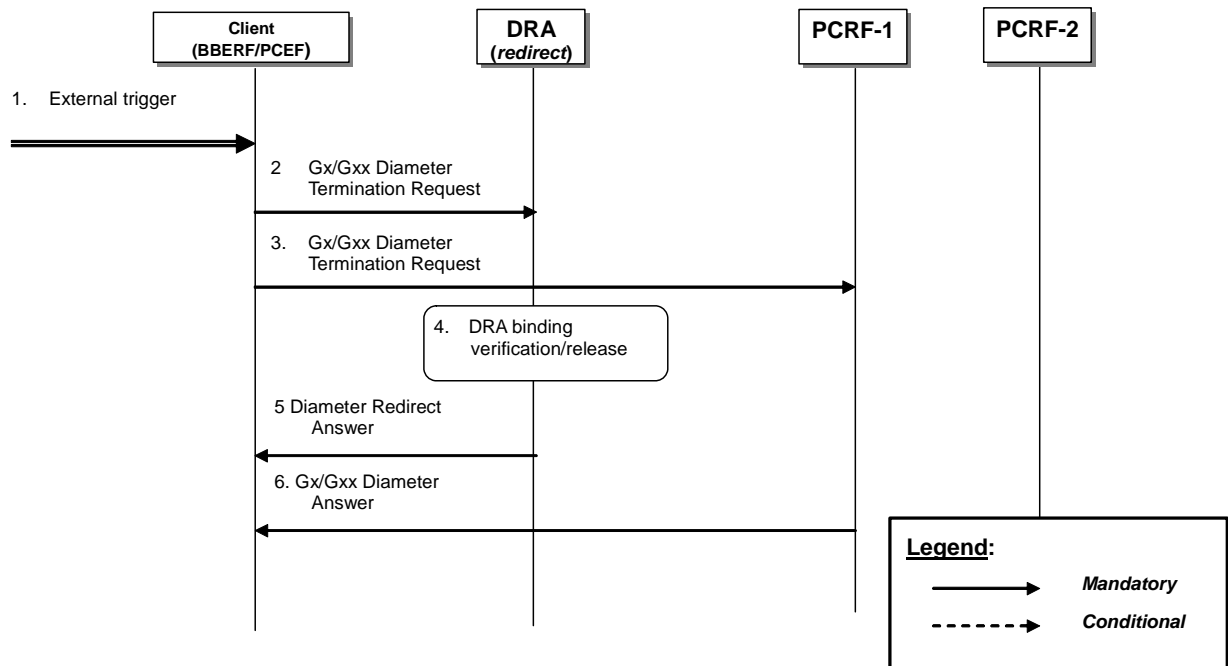 Client
(BBERF/PCEF)
DRA
(redirect)
PCRF-1
PCRF-2
1. External trigger
2 Gx/Gxx Diameter
Termination Request
3. Gx/Gxx Diameter
Termination Request
4. DRA binding
verification/release
5 Diameter Redirect
Answer
6. Gx/Gxx Diameter
Answer
Legend:
Mandatory
Conditional